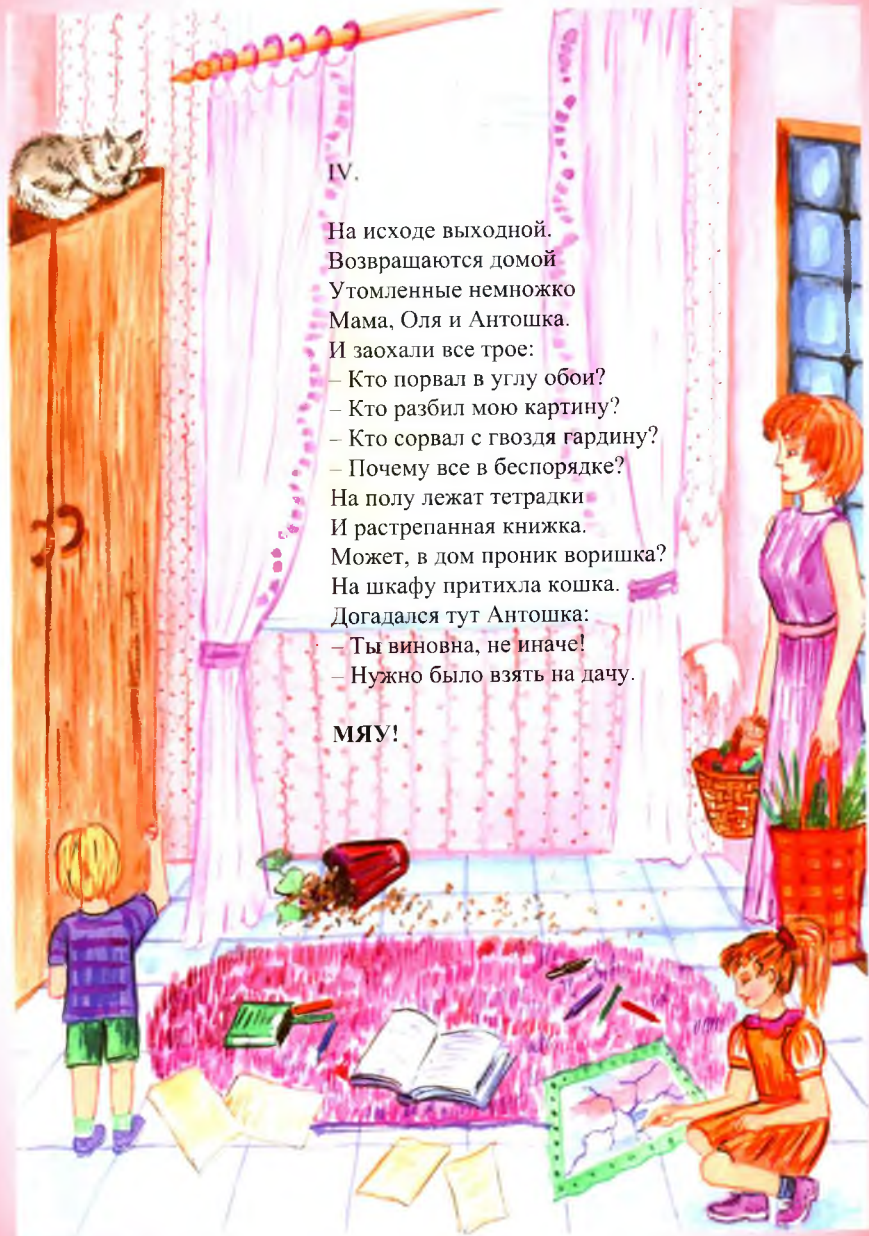 IV.
На исходе выходной.
Возвращаются домой
Утомленные немножко
Мама, Оля и Антошка.
И заохали все трое:
– Кто порвал в углу обои?
– Кто разбил мою картину?
– Кто сорвал с гвоздя гардину?
– Почему все в беспорядке?
На полу лежат тетрадки
И растрепанная книжка.
Может, в дом проник воришка?
На шкафу притихла кошка.
Догадался тут Антошка:
– Ты виновна, не иначе!
– Нужно было взять на дачу.
МЯУ!